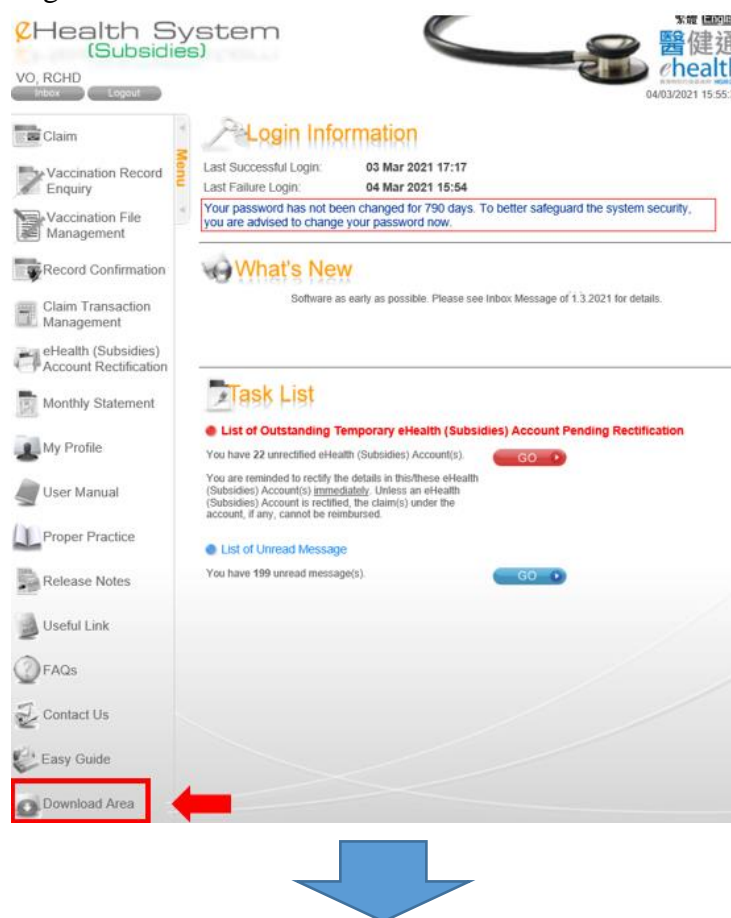 eHealth System
(Subsidies)
繁體
醫健通
ehealth
VO, RCHD
Inbox Logout
04/03/2021 15:55:
Menu
Claim
Vaccination Record
Enquiry
Vaccination File
Management
Record Confirmation
Claim Transaction
Management
eHealth (Subsidies)
Account Rectification
Monthly Statement
My Profile
User Manual
Proper Practice
Release Notes
Useful Link
FAQs
Contact Us
Easy Guide
Download Area
Login Information
Last Successful Login: 03 Mar 2021 17:17
Last Failure Login: 04 Mar 2021 15:54
Your password has not been changed for 790 days. To better safeguard the system security,
you are advised to change your password now.
What's New
Software as early as possible. Please see Inbox Message of 1.3.2021 for details.
Task List
List of Outstanding Temporary eHealth (Subsidies) Account Pending Rectification
You have 22 unrectified eHealth (Subsidies) Account(s). GO
You are reminded to rectify the details in this/these eHealth
(Subsidies) Account(s) immediately. Unless an eHealth
(Subsidies) Account is rectified, the claim(s) under the
account, if any, cannot be reimbursed.
List of Unread Message
You have 199 unread message(s). GO